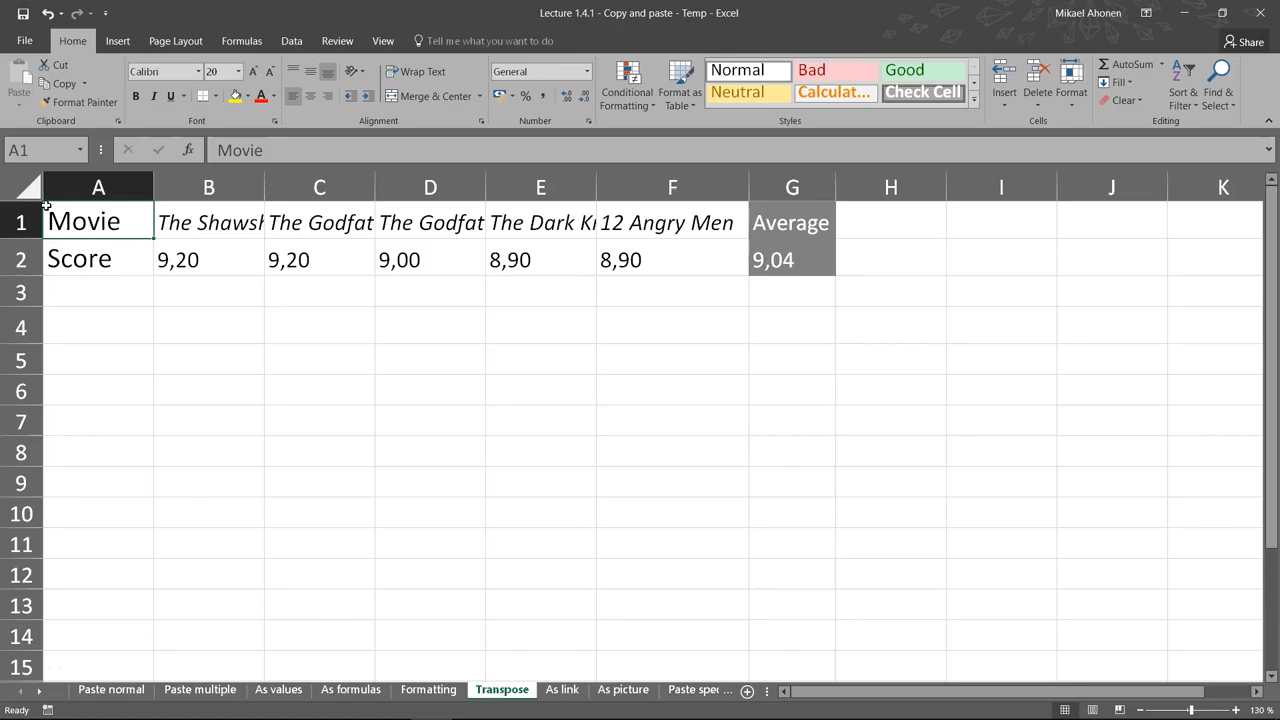 Lecture 1.4.1 - Copy and paste - Temp - Excel
Mikael Ahonen
File Home Insert Page Layout Formulas Data Review View Tell me what you want to do Share
Paste Cut Copy Format Painter Clipboard
Calibri 20 A A B I U A Font
Wrap Text Merge & Center Alignment
General % Number
Conditional Formatting Format as Table
Normal Bad Good
Neutral Calculat... Check Cell
Styles
Insert Delete Format Cells
AutoSum Fill Clear Sort & Filter Find & Select Editing
A1 fx Movie
A B C D E F G H I J K
1 Movie The Shawsh The Godfat The Godfat The Dark Kn 12 Angry Men Average
2 Score 9,20 9,20 9,00 8,90 8,90 9,04
3
4
5
6
7
8
9
10
11
12
13
14
15
Paste normal Paste multiple As values As formulas Formatting Transpose As link As picture Paste spec ...
Ready 130 %